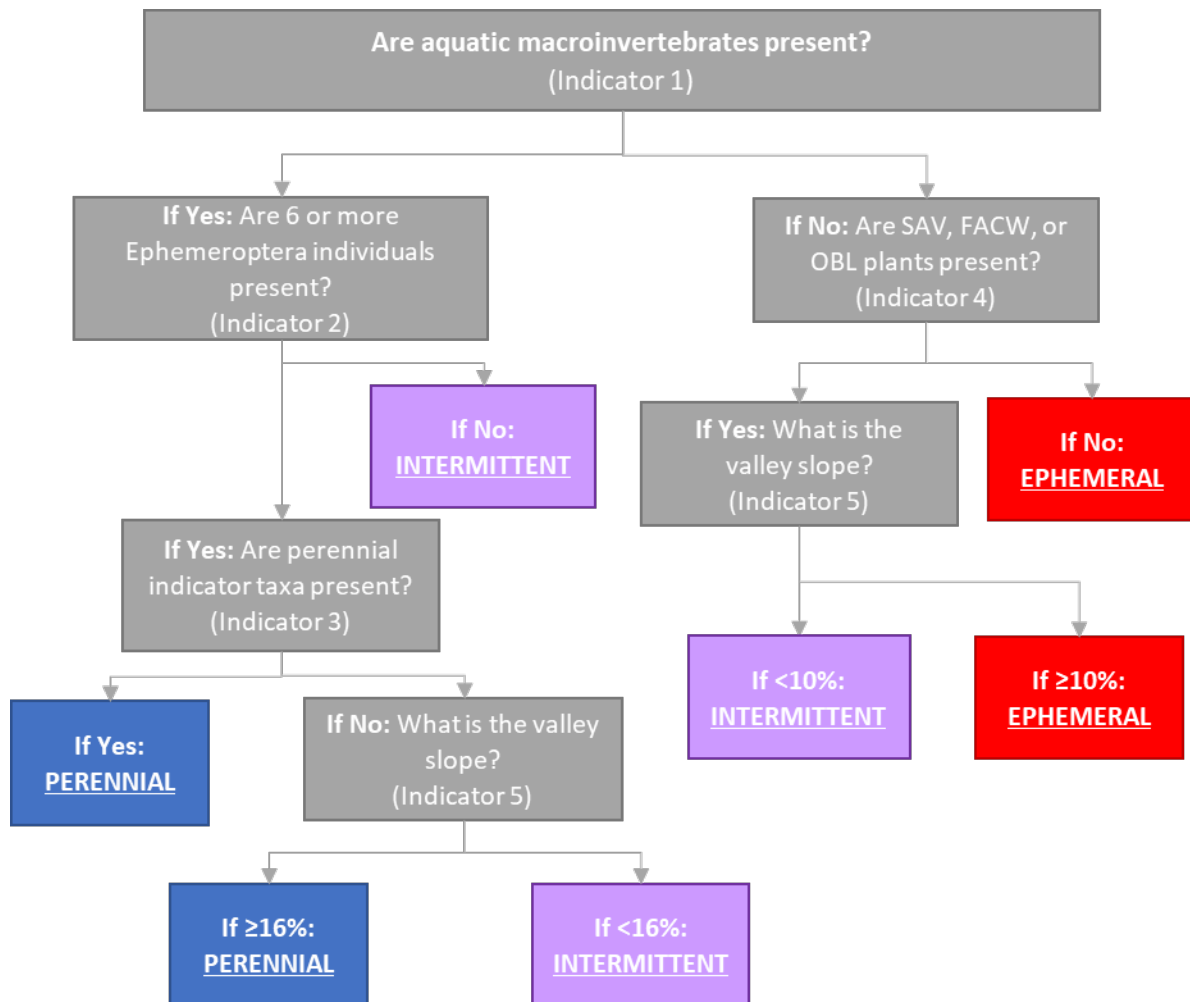 Are aquatic macroinvertebrates present?
(Indicator 1)
If Yes: Are 6 or more
Ephemeroptera individuals
present?
(Indicator 2)
If No: Are SAV, FACW, or
OBL plants present?
(Indicator 4)
If No:
INTERMITTENT
If Yes: What is the
valley slope?
(Indicator 5)
If No:
EPHEMERAL
If Yes: Are perennial
indicator taxa present?
(Indicator 3)
If <10%:
INTERMITTENT
If ≥10%:
EPHEMERAL
If Yes:
PERENNIAL
If No: What is the valley
slope?
(Indicator 5)
If ≥16%:
PERENNIAL
If <16%:
INTERMITTENT